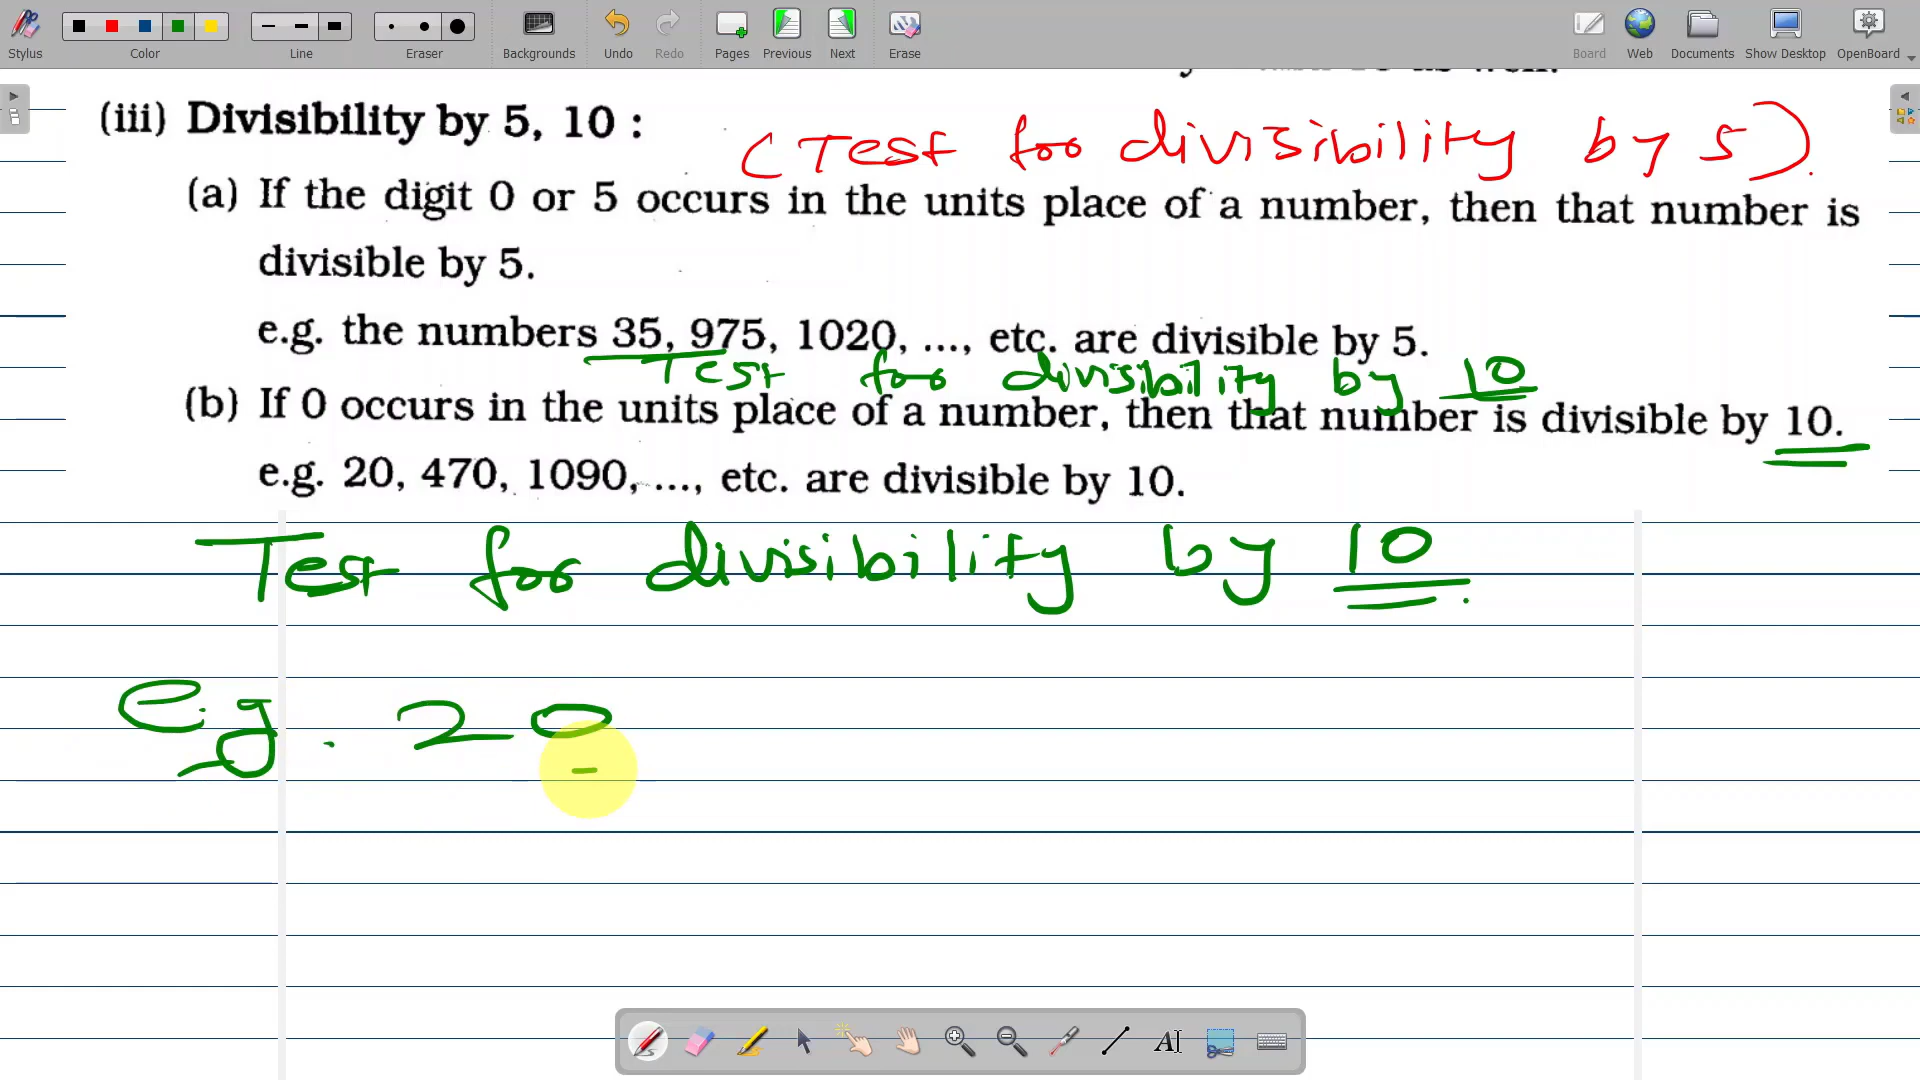 Stylus Color Line Eraser Backgrounds Undo Redo Pages Previous Next Erase Board Web Documents Show Desktop OpenBoard
(iii) Divisibility by 5, 10 :
(Test for divisibility by 5).
(a) If the digit 0 or 5 occurs in the units place of a number, then that number is
divisible by 5.
e.g. the numbers 35, 975, 1020, ..., etc. are divisible by 5.
Test for divisibility by 10
(b) If 0 occurs in the units place of a number, then that number is divisible by 10.
e.g. 20, 470, 1090, ..., etc. are divisible by 10.
Test for divisibility by 10.
e.g. 20